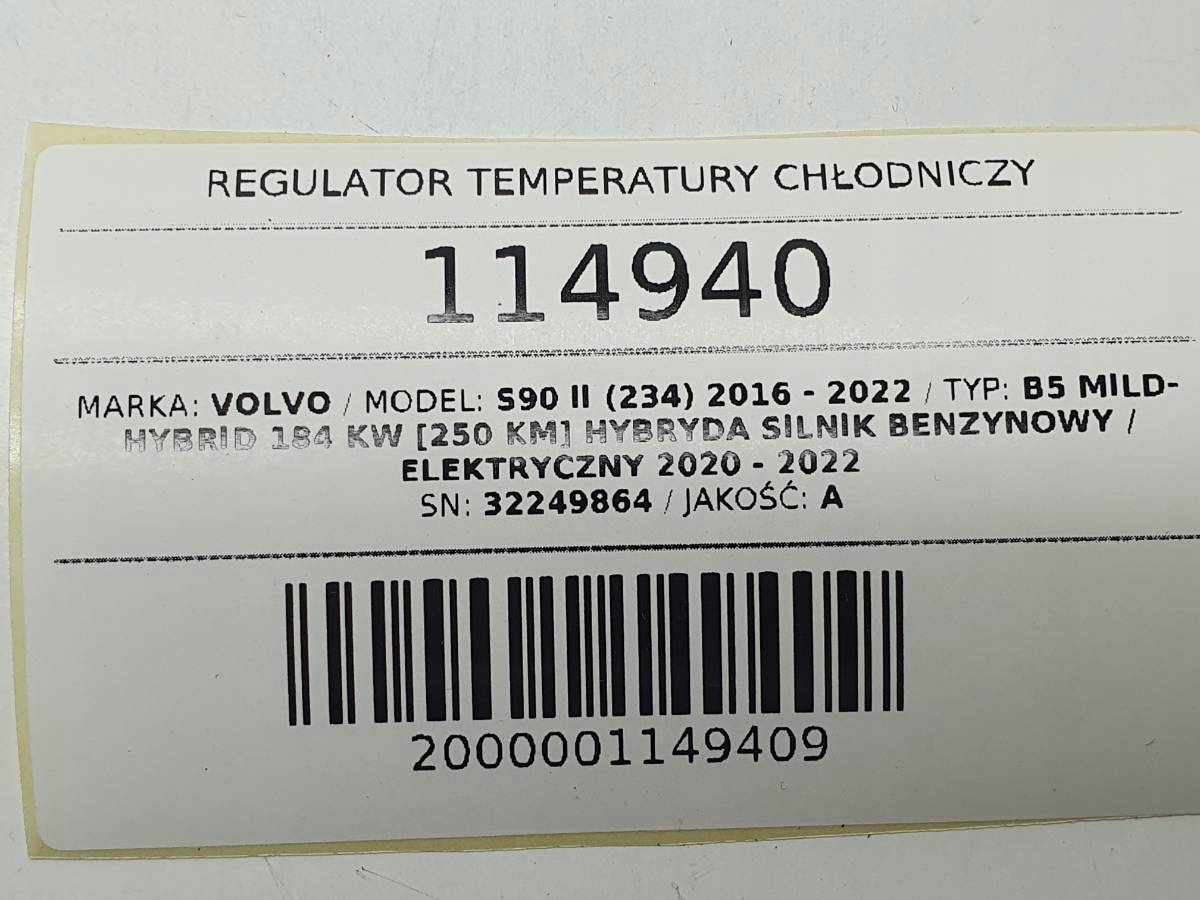 REGULATOR TEMPERATURY CHŁODNICZY
114940
MARKA: VOLVO / MODEL: S90 II (234) 2016 - 2022 / TYP: B5 MILD-
HYBRID 184 KW [250 KM] HYBRYDA SILNIK BENZYNOWY /
ELEKTRYCZNY 2020 - 2022
SN: 32249864 / JAKOŚĆ: A
2000001149409